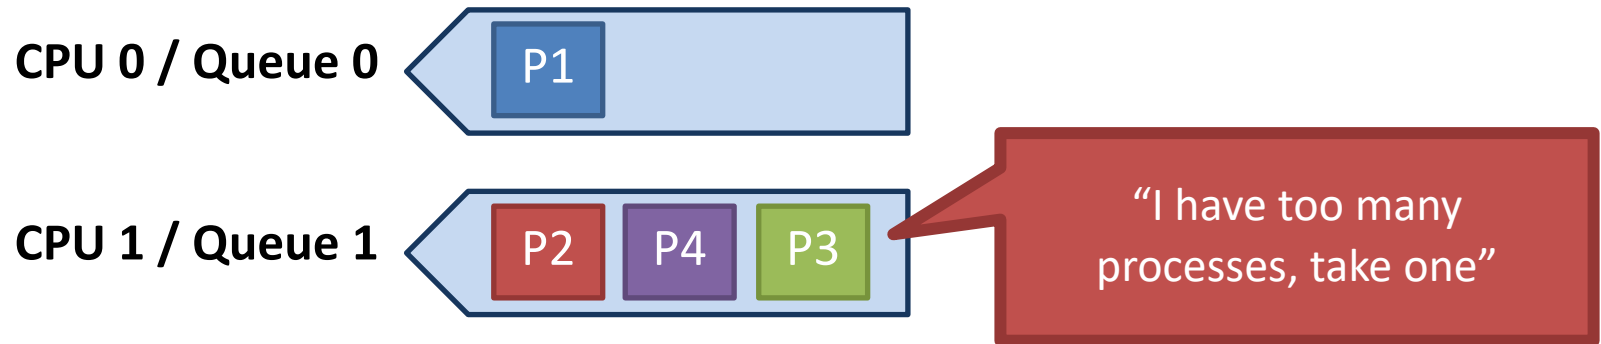 CPU 0 / Queue 0
P1
CPU 1 / Queue 1
P2 P4 P3
“I have too many
processes, take one”